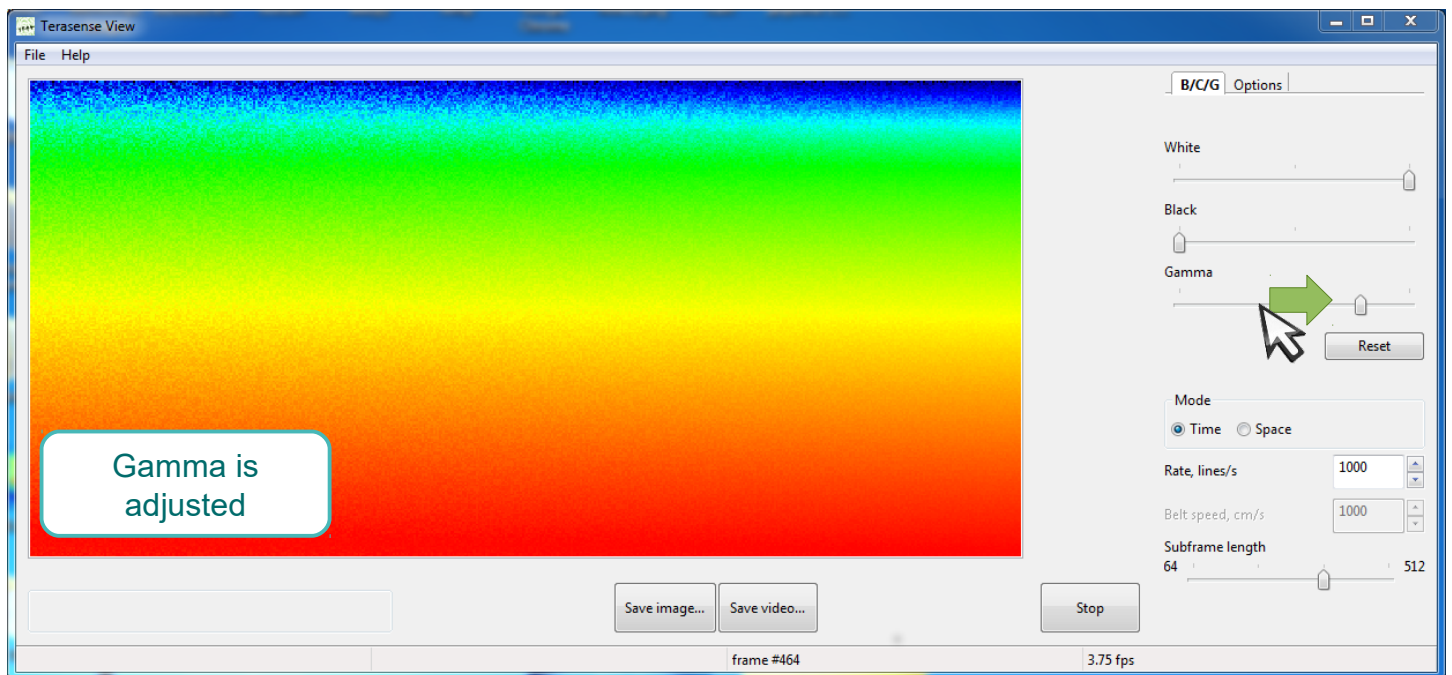 Terasense View
File Help
B/C/G Options
White
Black
Gamma
Reset
Mode
Time Space
Rate, lines/s 1000
Belt speed, cm/s 1000
Subframe length
64 512
Gamma is
adjusted
Save image... Save video... Stop
frame #464 3.75 fps